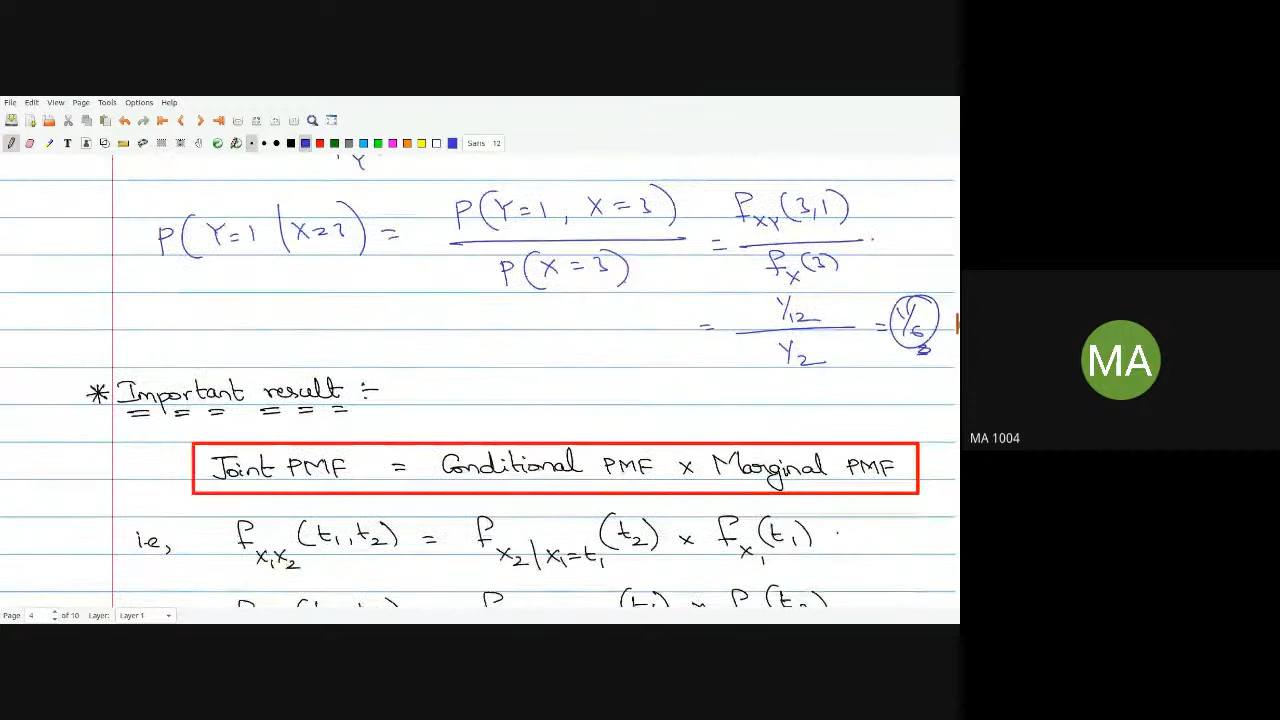 File Edit View Page Tools Options Help
Sans 12
Y
P(Y=1 | X=3) = P(Y=1, X=3) / P(X=3) = f_XY(3,1) / f_X(3)
= 1/12 / 1/2 = 1/6
* Important result :-
Joint PMF = Conditional PMF x Marginal PMF
ie, f_X1X2 (t1, t2) = f_X2|X1=t1 (t2) x f_X1 (t1)
MA
MA 1004
Page 4 of 10 Layer: Layer 1